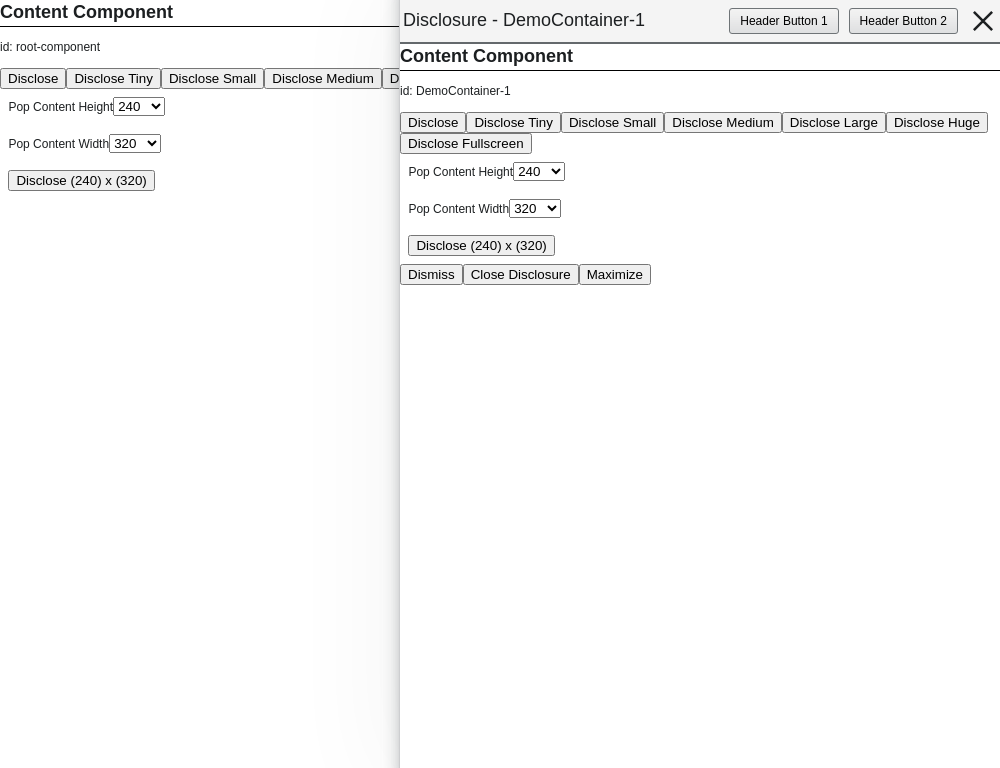 Content Component
id: root-component
Disclose Disclose Tiny Disclose Small Disclose Medium
Pop Content Height 240
Pop Content Width 320
Disclose (240) x (320)
Disclosure - DemoContainer-1 Header Button 1 Header Button 2
Content Component
id: DemoContainer-1
Disclose Disclose Tiny Disclose Small Disclose Medium Disclose Large Disclose Huge
Disclose Fullscreen
Pop Content Height 240
Pop Content Width 320
Disclose (240) x (320)
Dismiss Close Disclosure Maximize